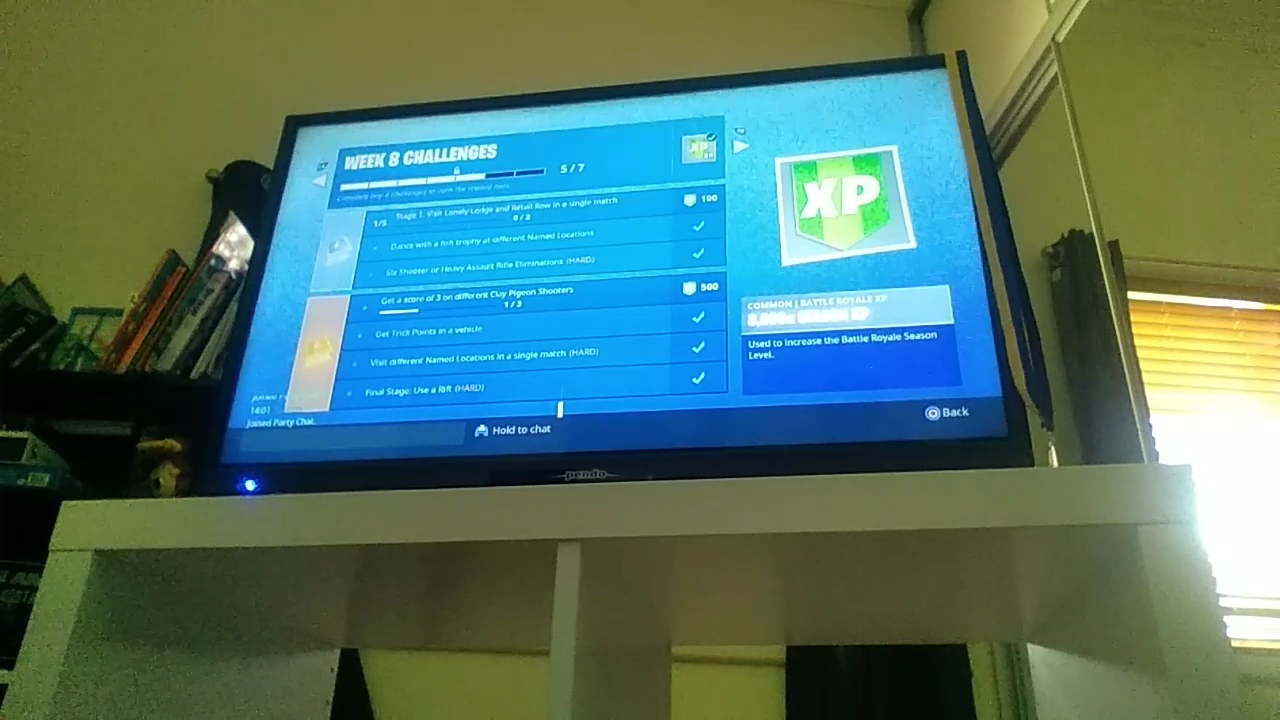 WEEK 8 CHALLENGES
5 / 7
XP
1/5 Stage 1: Visit Lonely Lodge and Retail Row in a single match
100
0 / 2
Dance with a fish trophy at different Named Locations
Six Shooter or Heavy Assault Rifle Eliminations (HARD)
Get a score of 3 on different Clay Pigeon Shooters
500
1 / 3
Get Trick Points in a vehicle
Visit different Named Locations in a single match (HARD)
Final Stage: Use a Rift (HARD)
XP
COMMON | BATTLE ROYALE XP
Used to increase the Battle Royale Season
Level.
14:01
Joined Party Chat.
Hold to chat
Back
pendo